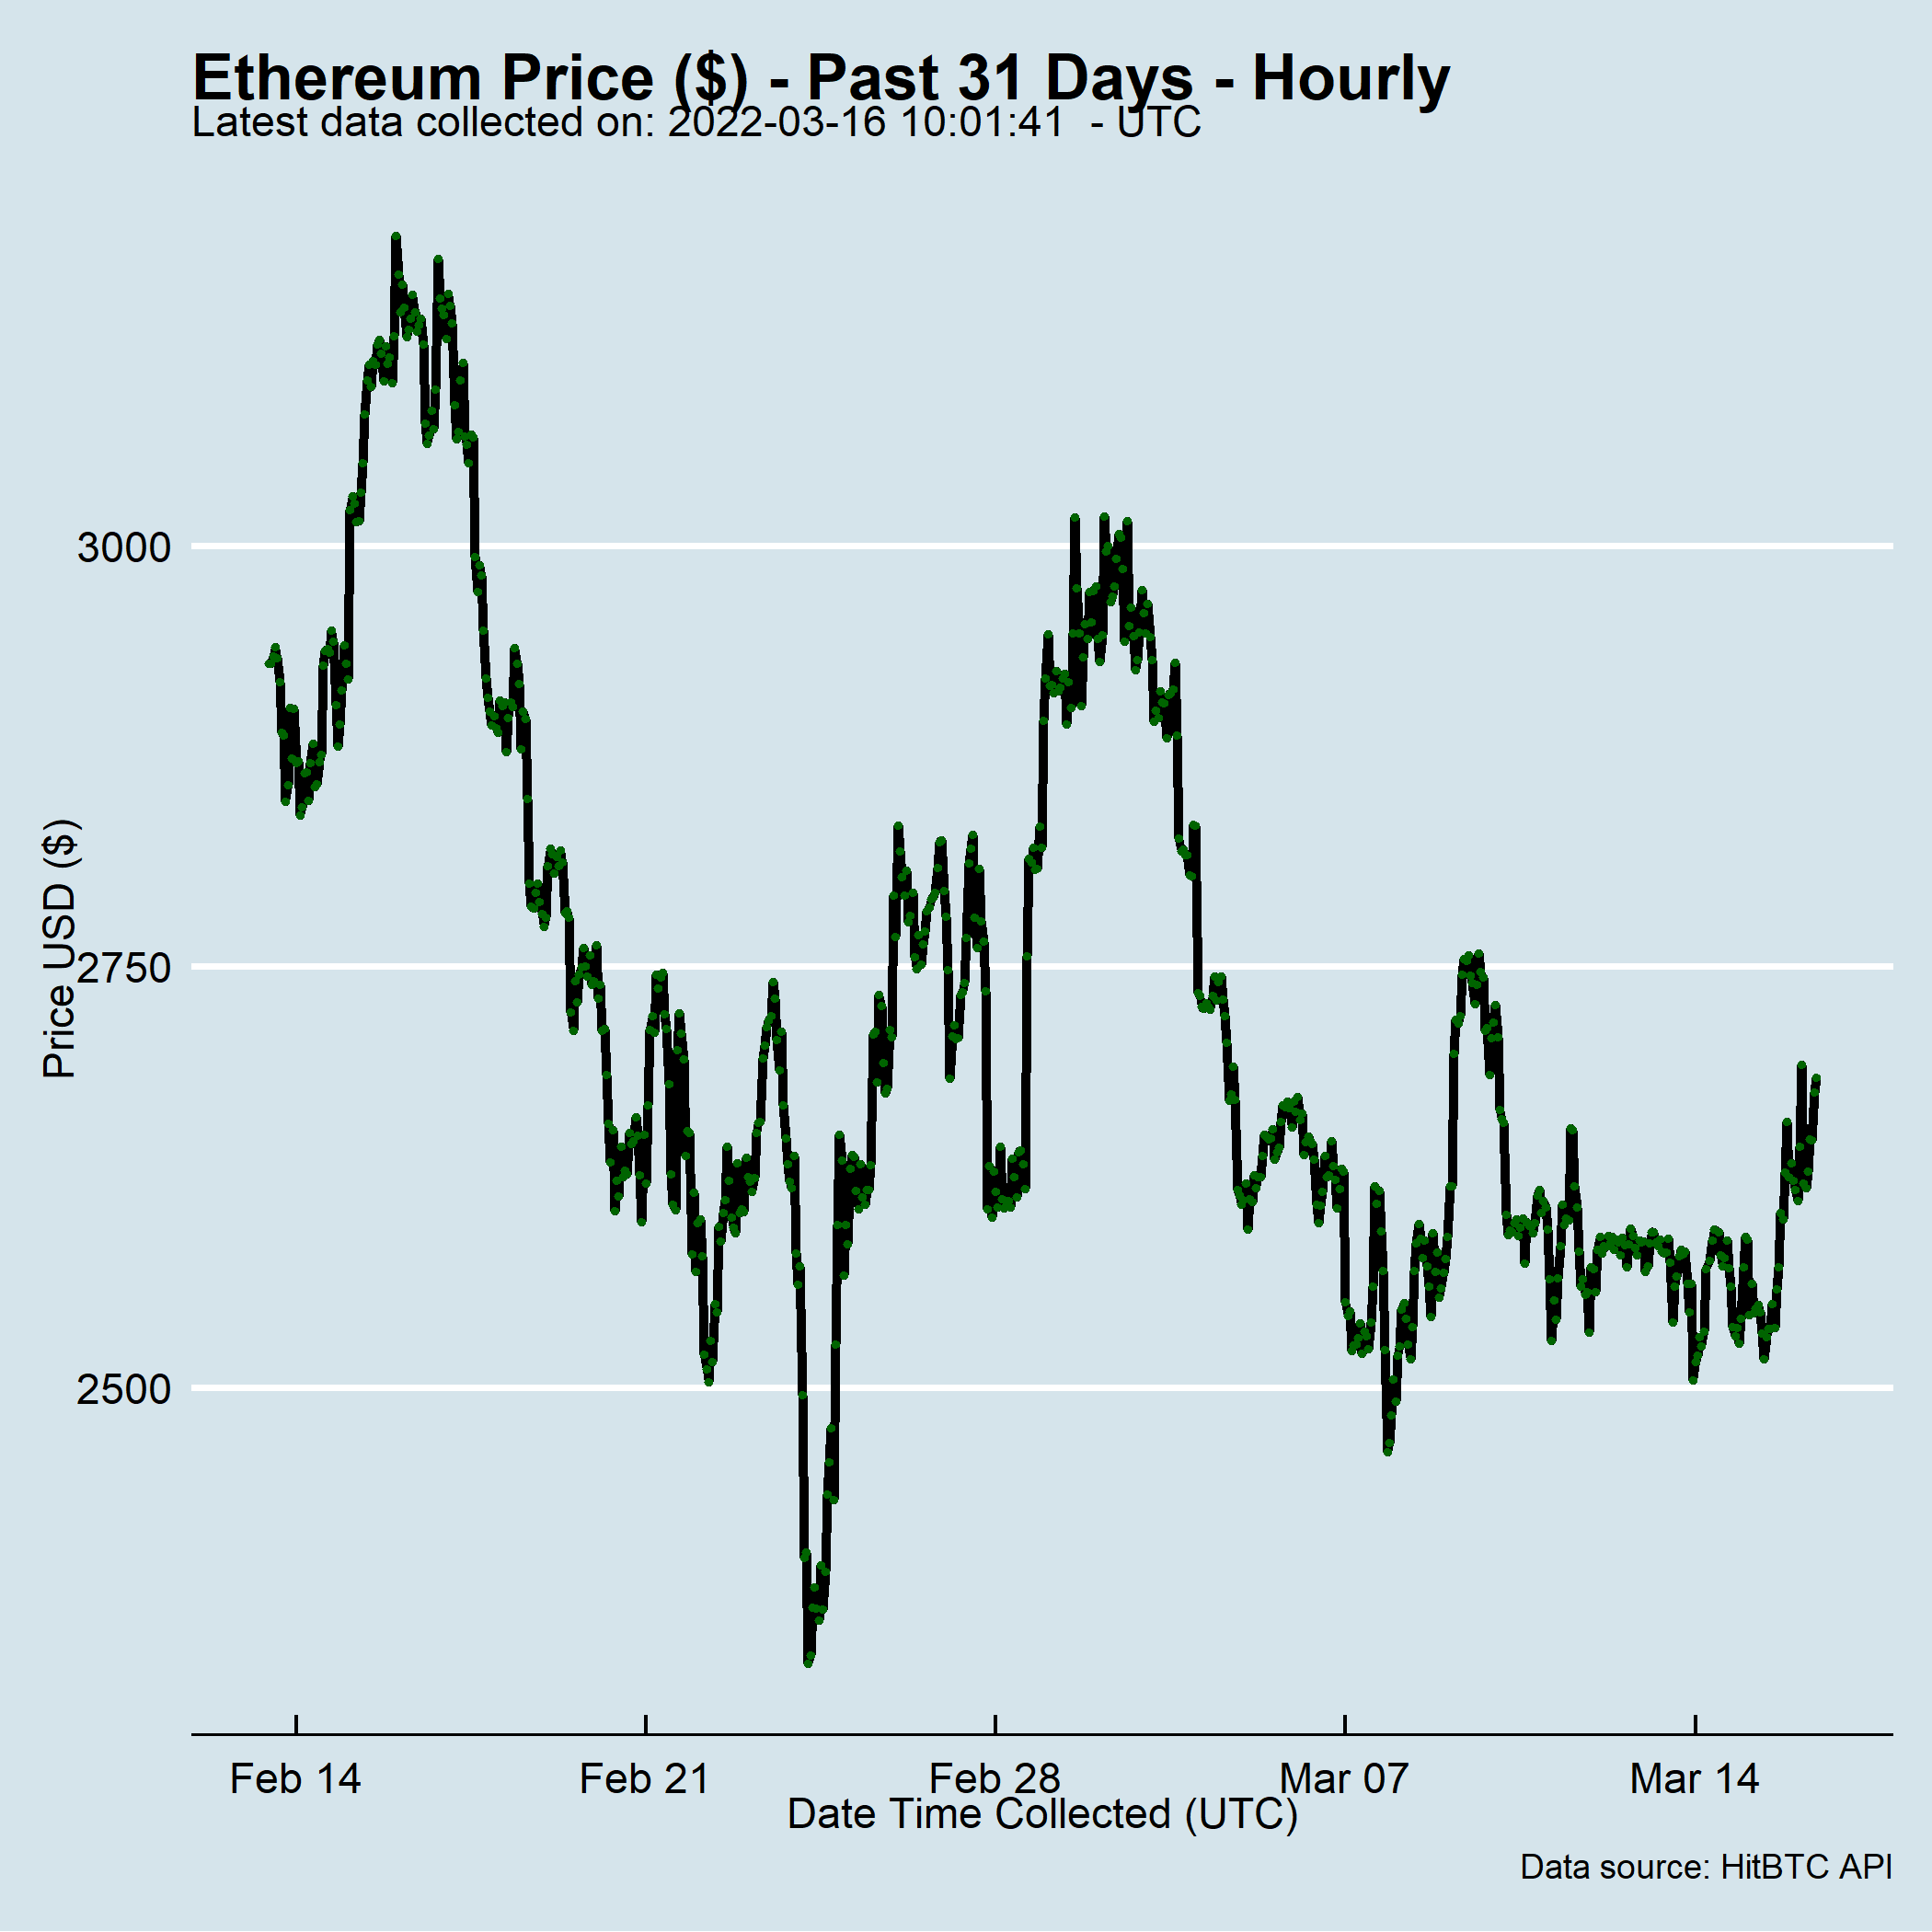 Ethereum Price ($) - Past 31 Days - Hourly
Latest data collected on: 2022-03-16 10:01:41  - UTC
Price USD ($)
3000
2750
2500
Feb 14
Feb 21
Feb 28
Mar 07
Mar 14
Date Time Collected (UTC)
Data source: HitBTC API